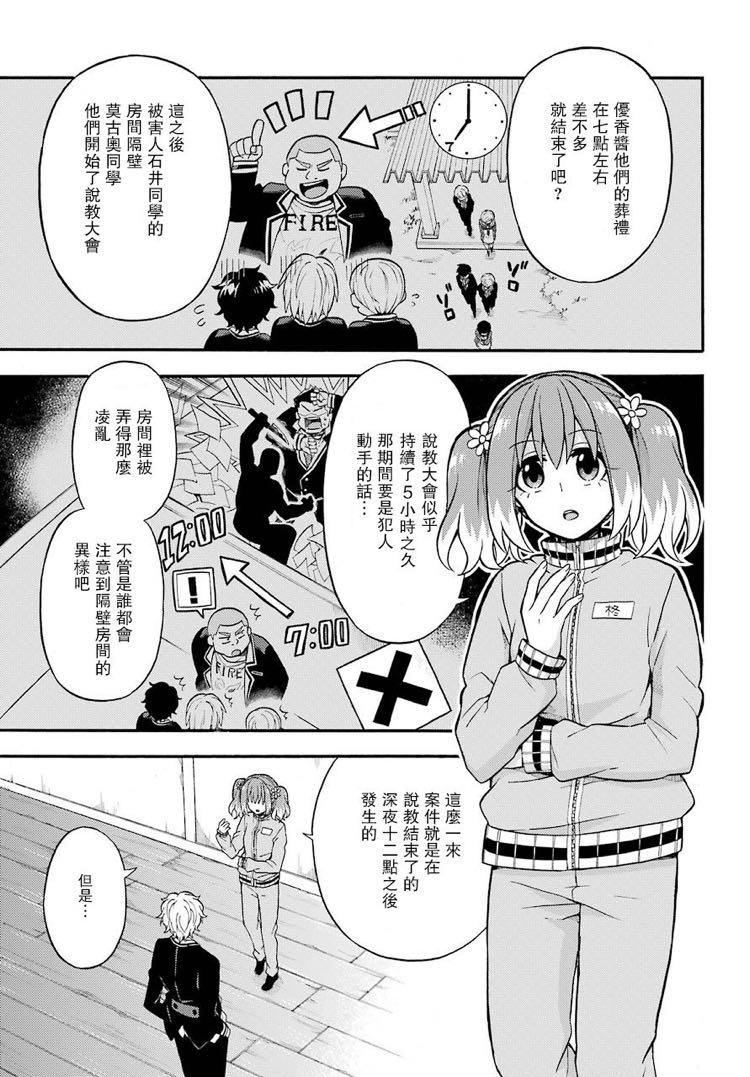 優香醬他們的葬禮
在七點左右
差不多
就結束了吧？
7
ゾロ
ゾロ
這之後
被害人石井同學的
房間隔壁
莫古奧同學
他們開始了說教大會
FIRE
說教大會似乎
持續了5小時之久
那期間要是犯人
動手的話…
柊
房間裡被
弄得那麼
凌亂
不管是誰都會
注意到隔壁房間的
異樣吧
12:00
!
7:00
FIRE
這麼一來
案件就是在
說教結束了的
深夜十二點之後
發生的
但是…